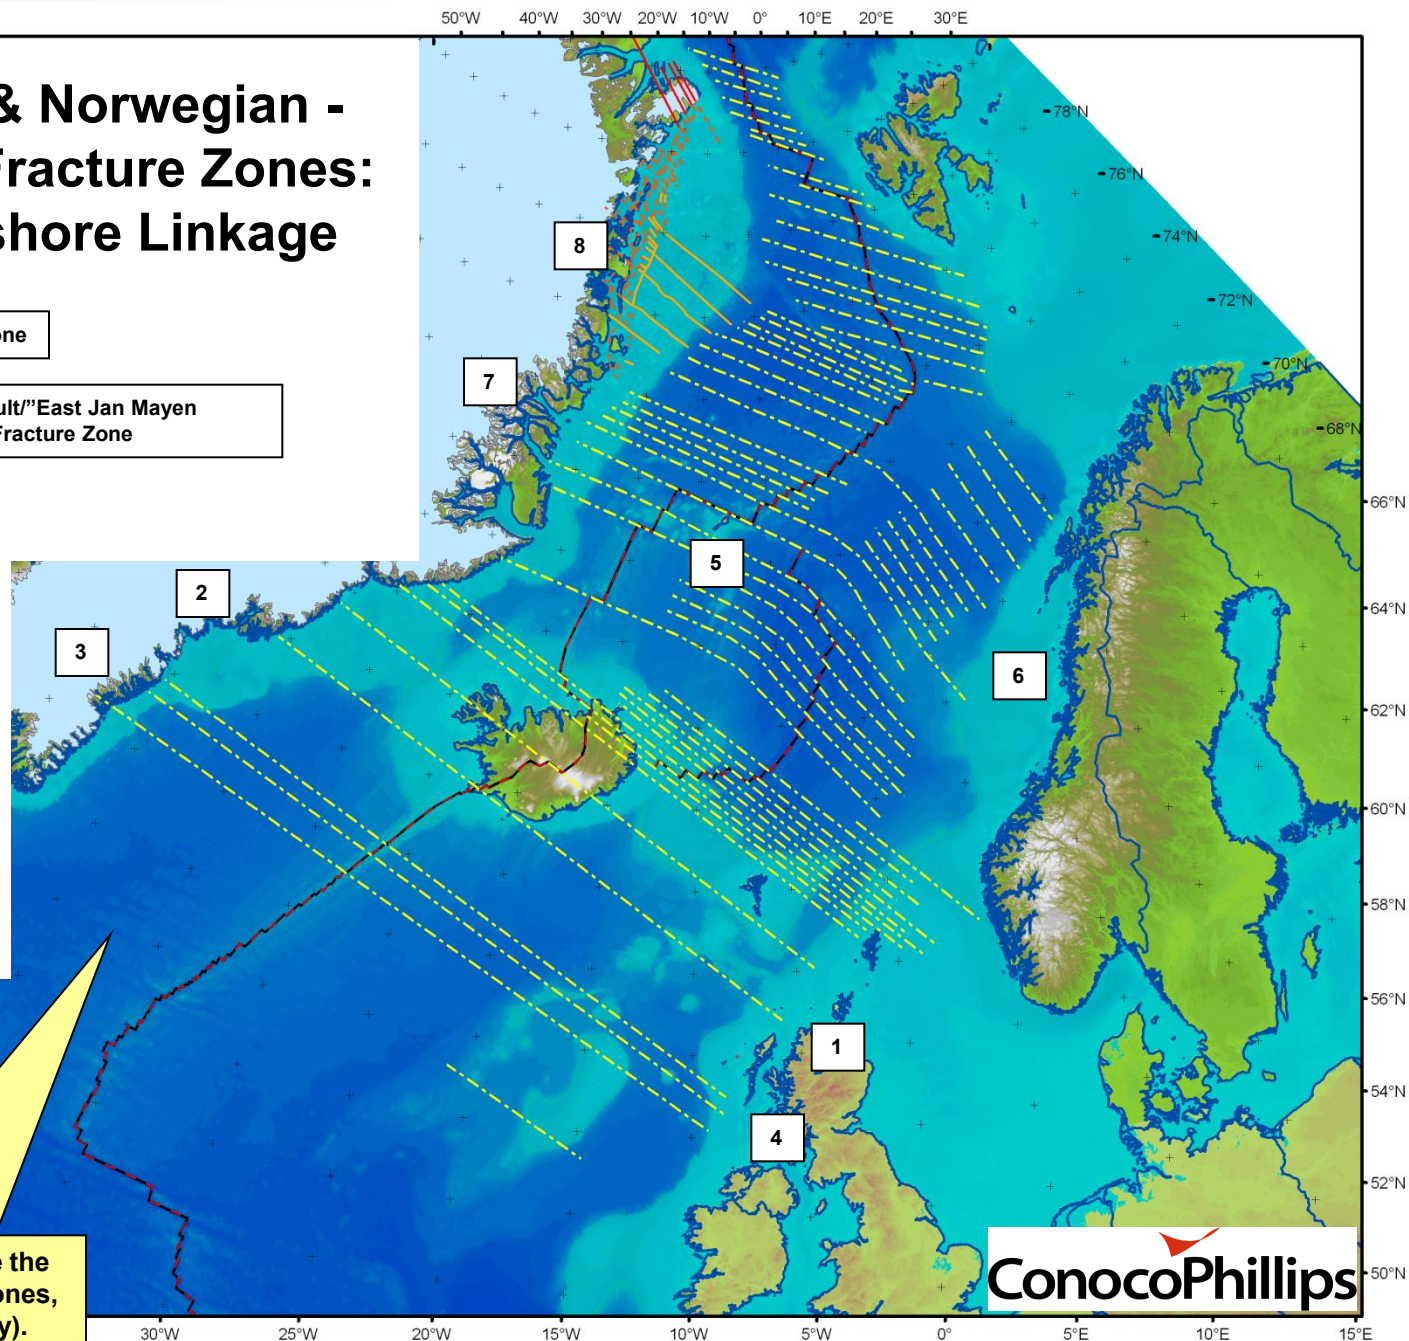 50°W 40°W 30°W 20°W 10°W 0° 10°E 20°E 30°E
& Norwegian -
Fracture Zones:
shore Linkage
78°N
76°N
74°N
72°N
70°N
68°N
8
7
one
ult/”East Jan Mayen
Fracture Zone
66°N
5
2
64°N
3
6
62°N
60°N
58°N
56°N
1
54°N
4
52°N
ConocoPhillips
50°N
e the
ones,
y).
30°W 25°W 20°W 15°W 10°W 5°W 0° 5°E 10°E 15°E